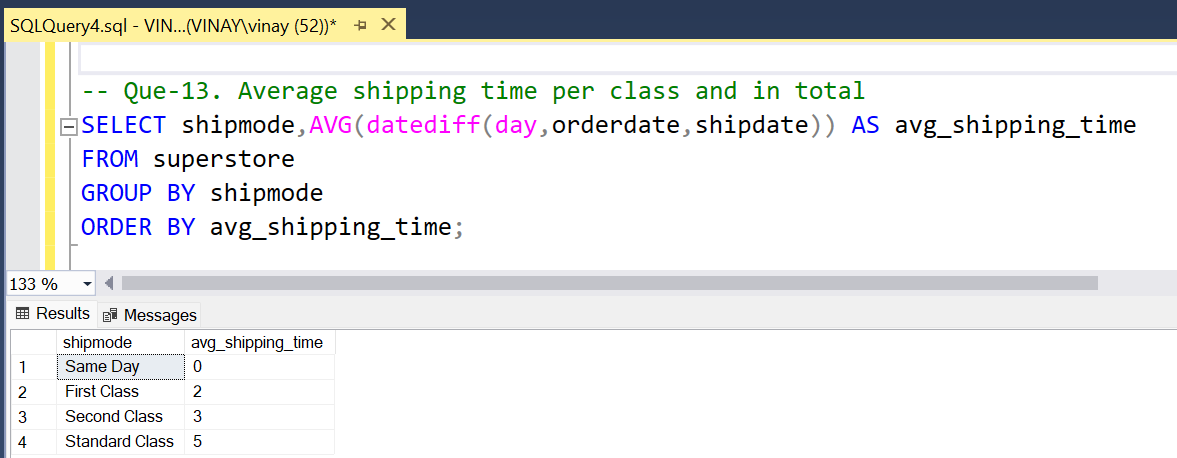 SQLQuery4.sql - VIN...(VINAY\vinay (52))*
-- Que-13. Average shipping time per class and in total
SELECT shipmode,AVG(datediff(day,orderdate,shipdate)) AS avg_shipping_time
FROM superstore
GROUP BY shipmode
ORDER BY avg_shipping_time;
133 %
Results Messages
shipmode avg_shipping_time
1 Same Day 0
2 First Class 2
3 Second Class 3
4 Standard Class 5